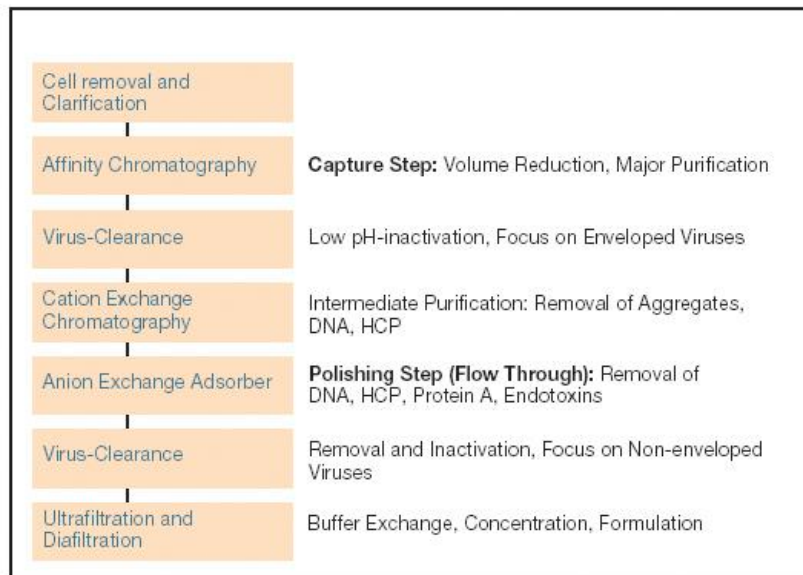 Cell removal and
Clarification
Affinity Chromatography
Capture Step: Volume Reduction, Major Purification
Virus-Clearance
Low pH-inactivation, Focus on Enveloped Viruses
Cation Exchange
Chromatography
Intermediate Purification: Removal of Aggregates,
DNA, HCP
Anion Exchange Adsorber
Polishing Step (Flow Through): Removal of
DNA, HCP, Protein A, Endotoxins
Virus-Clearance
Removal and Inactivation, Focus on Non-enveloped
Viruses
Ultrafiltration and
Diafiltration
Buffer Exchange, Concentration, Formulation